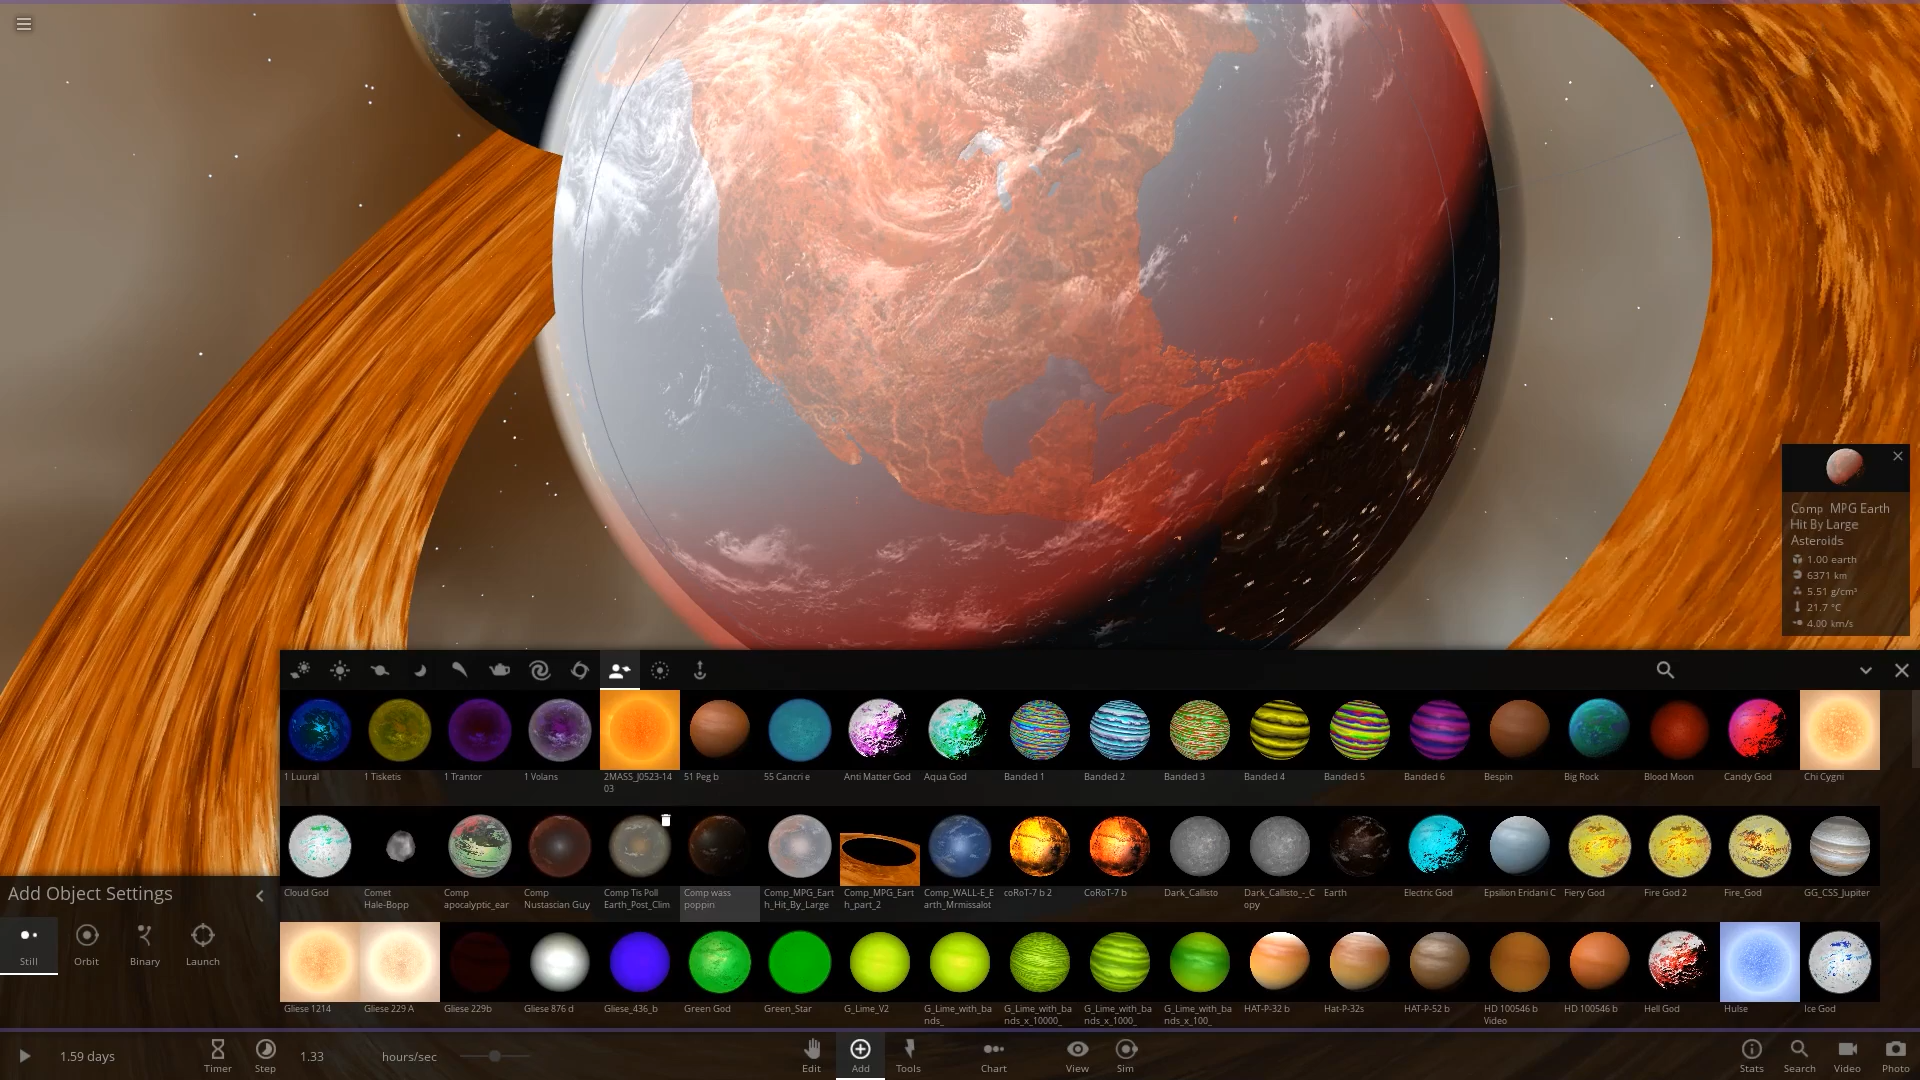 Comp MPG Earth
Hit By Large
Asteroids
1.00 earth
6371 km
5.51 g/cm³
21.7 °C
4.00 km/s
1 Luural
1 Tisketis
1 Trantor
1 Volans
2MASS_J0523-14
03
51 Peg b
55 Cancri e
Anti Matter God
Aqua God
Banded 1
Banded 2
Banded 3
Banded 4
Banded 5
Banded 6
Bespin
Big Rock
Blood Moon
Candy God
Chi Cygni
Cloud God
Comet
Hale-Bopp
Comp
apocalyptic_ear
Comp
Nustascian Guy
Comp Tis Poll
Earth_Post_Clim
Comp wass
poppin
Comp_MPG_Eart
h_Hit_By_Large
Comp_MPG_Eart
h_part_2
Comp_WALL-E_E
arth_Mrmissalot
coRoT-7 b 2
CoRoT-7 b
Dark_Callisto
Dark_Callisto_-_C
opy
Earth
Electric God
Epsilon Eridani C
Fiery God
Fire God 2
Fire_God
GG_CSS_Jupiter
Add Object Settings
Still
Orbit
Binary
Launch
Gliese 1214
Gliese 229 A
Gliese 229b
Gliese 876 d
Gliese_436_b
Green God
Green_Star
G_Lime_V2
G_Lime_with_ba
nds_
G_Lime_with_ba
nds_x_10000_
G_Lime_with_ba
nds_x_1000_
G_Lime_with_ba
nds_x_100_
HAT-P-32 b
Hat-P-32s
HAT-P-52 b
HD 100546 b
Video
HD 100546 b
Hell God
Hulse
Ice God
1.59 days
Timer
Step
1.33
hours/sec
Edit
Add
Tools
Chart
View
Sim
Stats
Search
Video
Photo